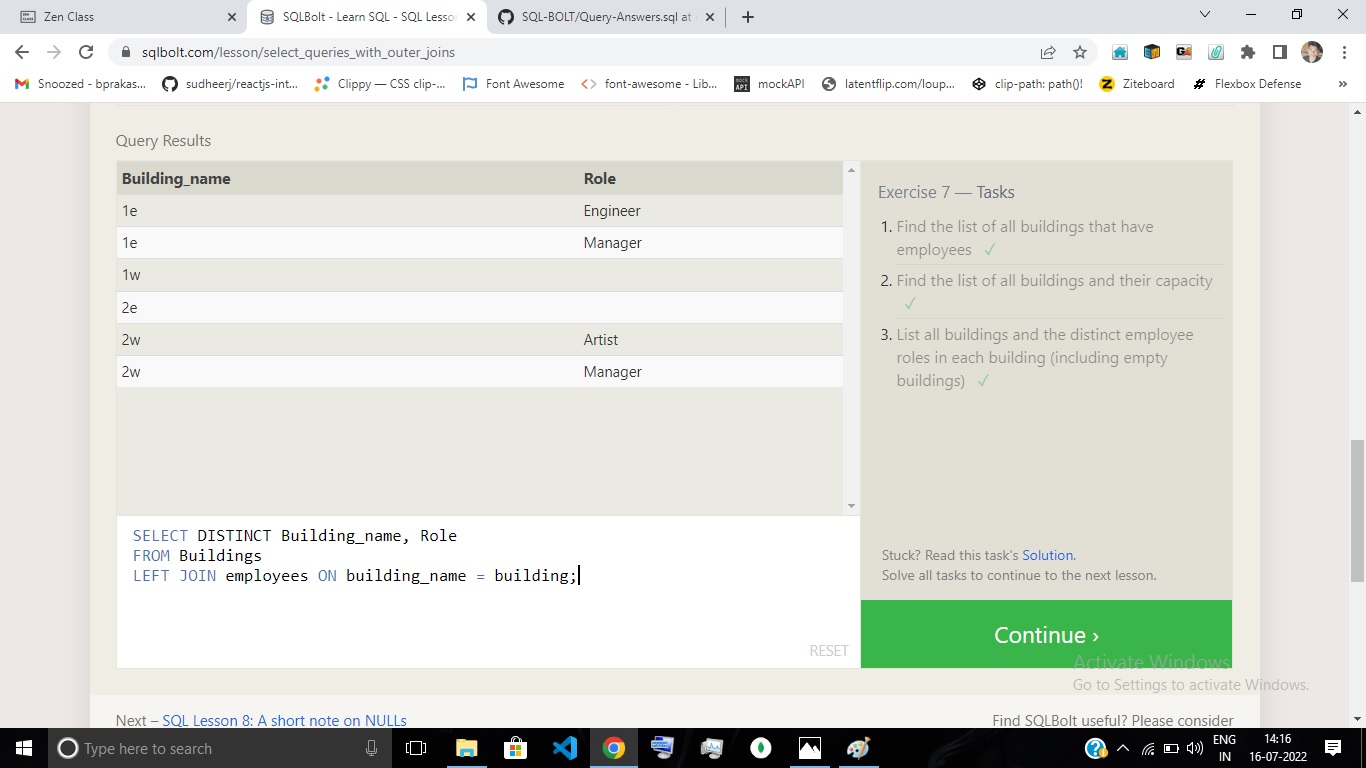 Zen Class
SQLBolt - Learn SQL - SQL Lesson
SQL-BOLT/Query-Answers.sql at
sqlbolt.com/lesson/select_queries_with_outer_joins
Snoozed - bprakas...
sudheerj/reactjs-int...
Clippy — CSS clip-...
Font Awesome
font-awesome - Lib...
mock API
mockAPI
latentflip.com/loup...
clip-path: path()!
Ziteboard
Flexbox Defense
»
Query Results
Building_name Role
1e Engineer
1e Manager
1w
2e
2w Artist
2w Manager
Exercise 7 — Tasks
1. Find the list of all buildings that have
employees ✓
2. Find the list of all buildings and their capacity
✓
3. List all buildings and the distinct employee
roles in each building (including empty
buildings) ✓
SELECT DISTINCT Building_name, Role
FROM Buildings
LEFT JOIN employees ON building_name = building;
RESET
Stuck? Read this task's Solution.
Solve all tasks to continue to the next lesson.
Continue ›
Activate Windows
Go to Settings to activate Windows.
Next – SQL Lesson 8: A short note on NULLs
Find SQLBolt useful? Please consider
Type here to search
ENG
IN
14:16
16-07-2022